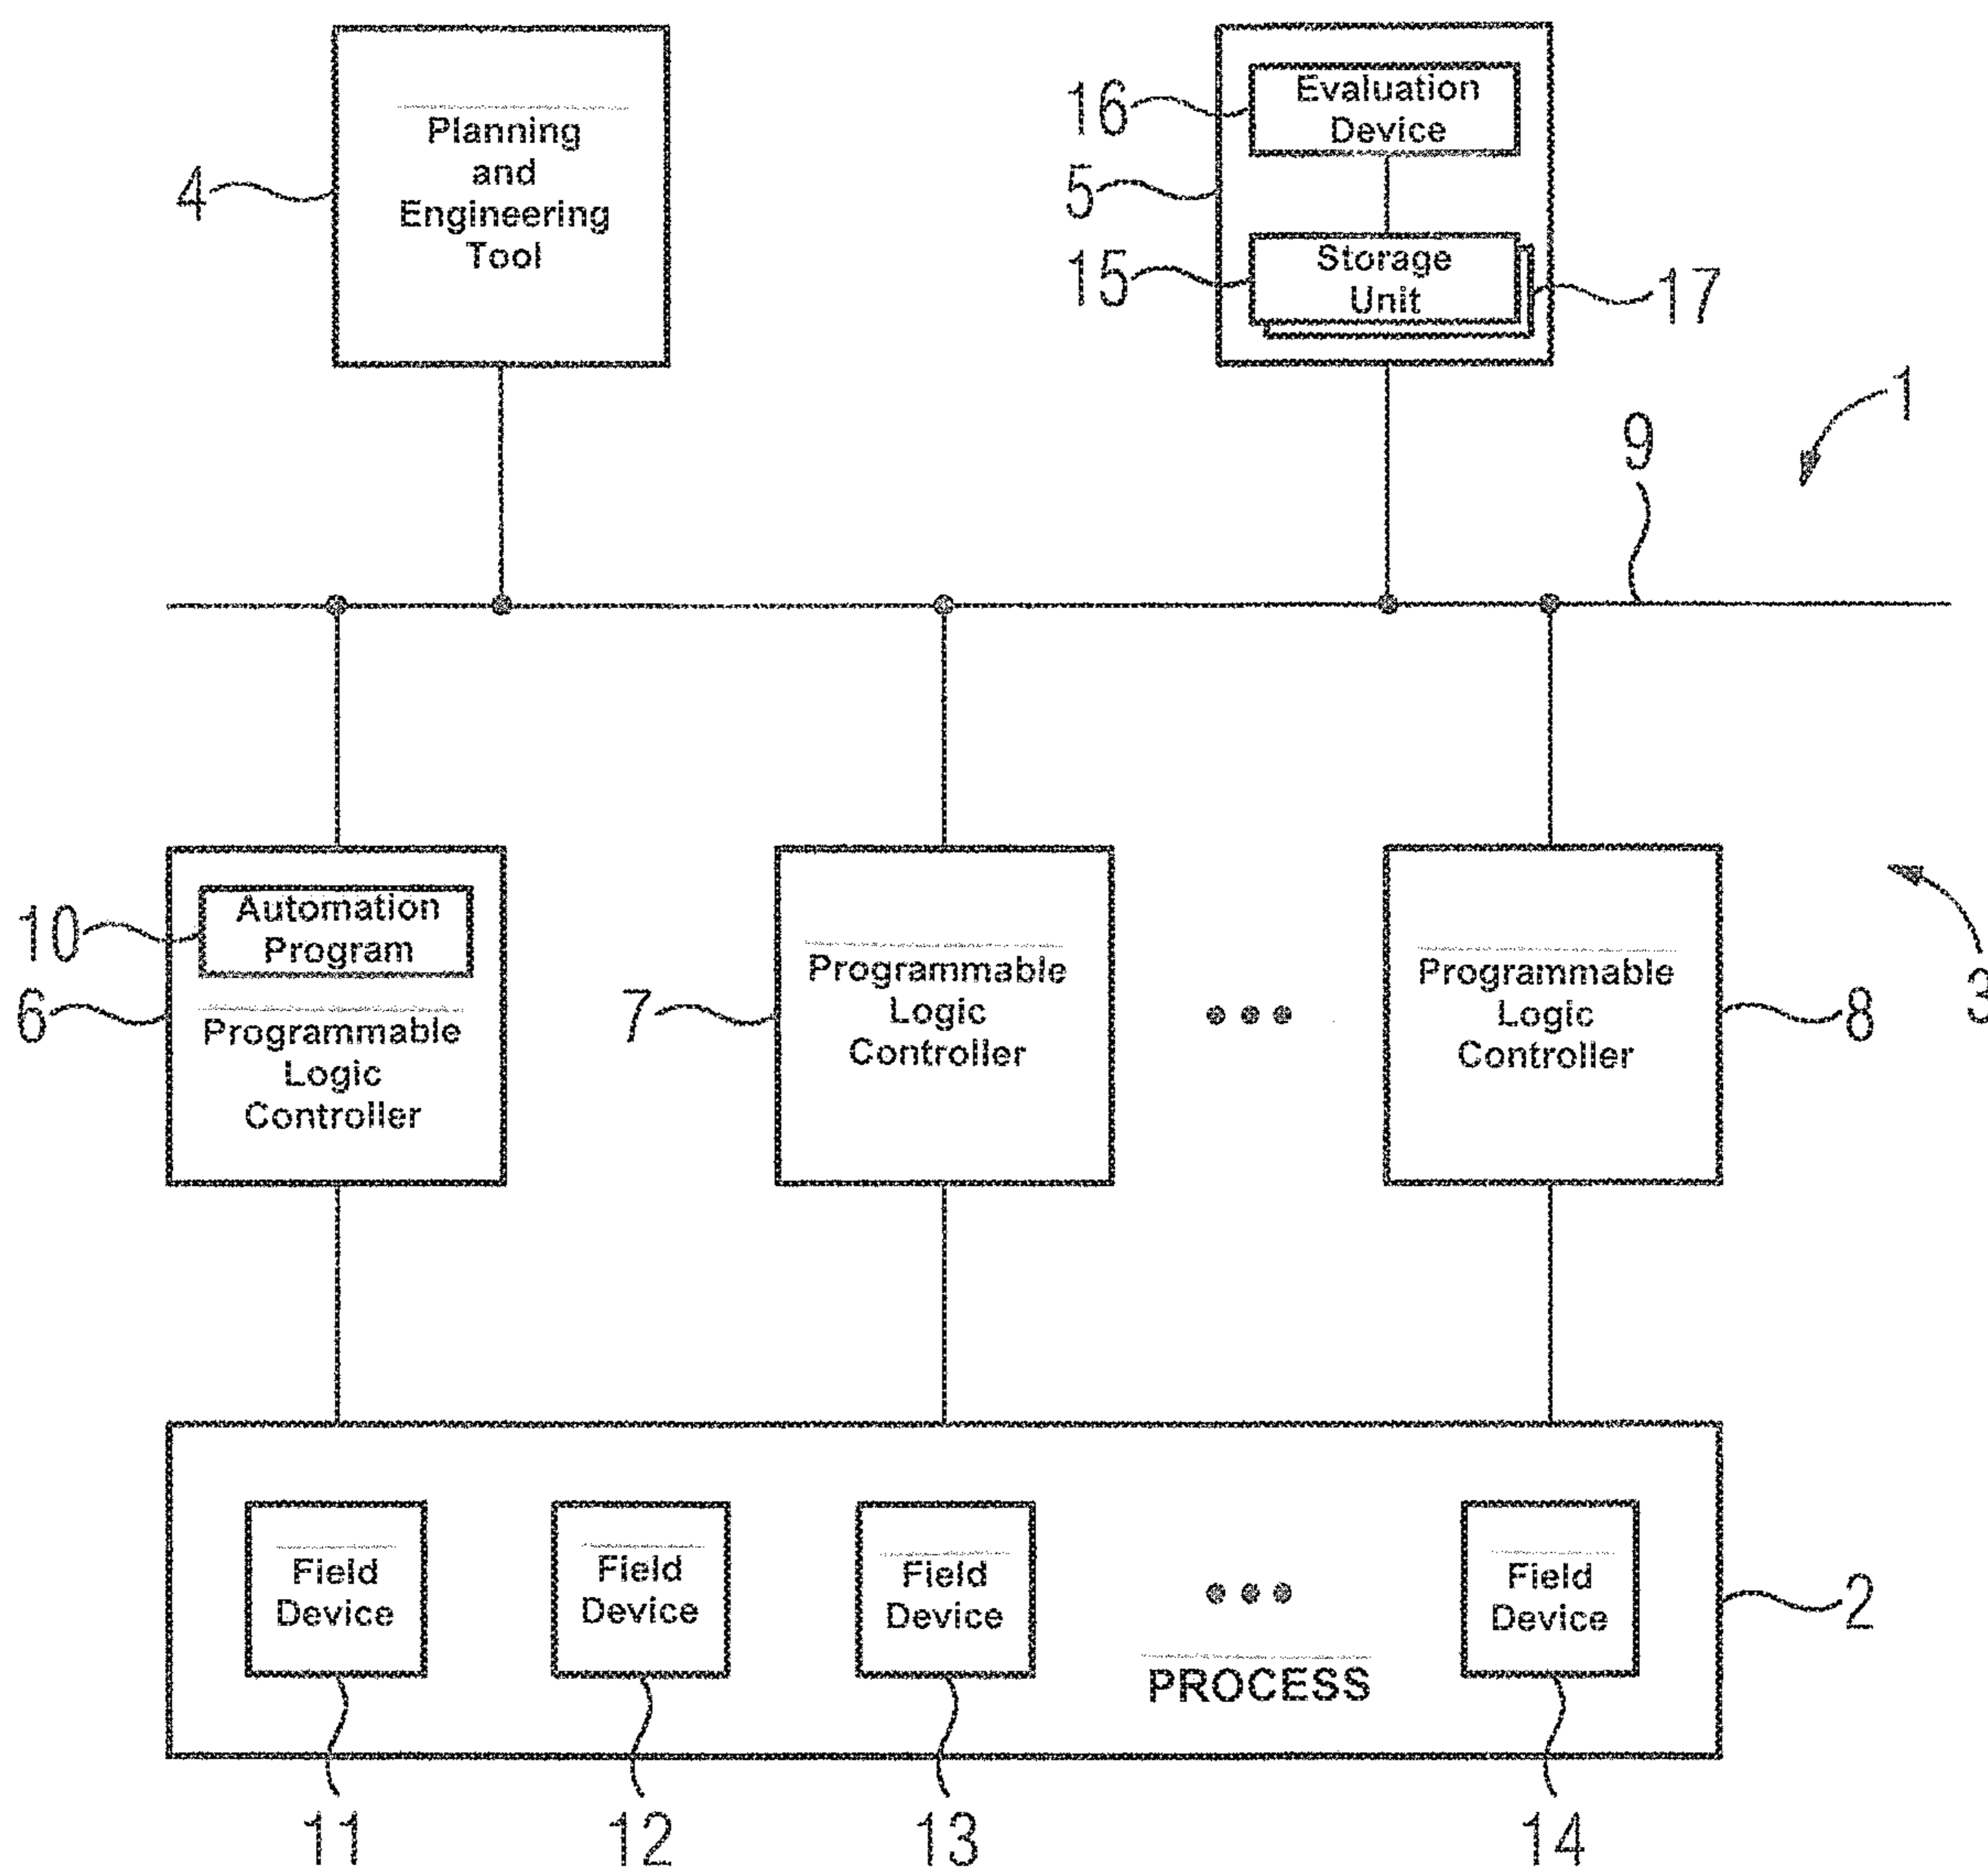 Planning
and
Engineering
Tool
4
Evaluation
Device
16
5
Storage
Unit
15
17
1
9
Automation
Program
10
6
Programmable
Logic
Controller
7
Programmable
Logic
Controller
Programmable
Logic
Controller
8
3
Field
Device
Field
Device
Field
Device
Field
Device
PROCESS
2
11
12
13
14